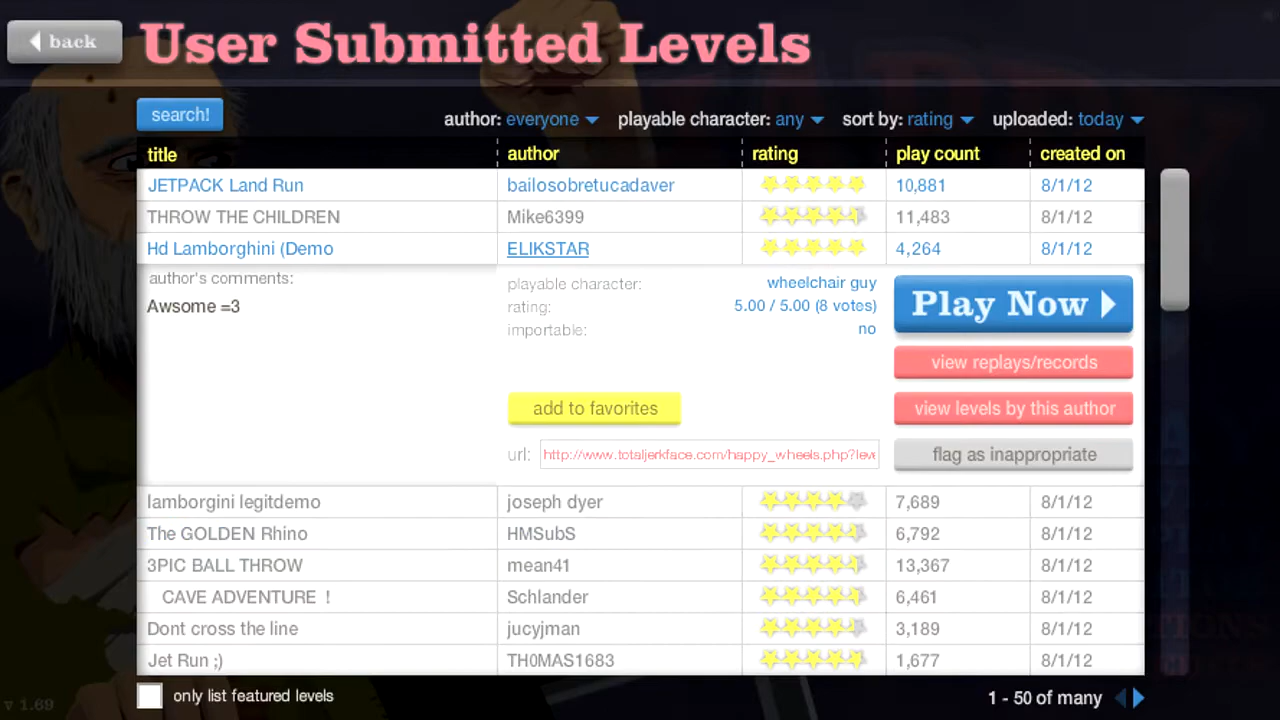 back
User Submitted Levels
search!
author: everyone playable character: any sort by: rating uploaded: today
title author rating play count created on
JETPACK Land Run bailosobretucadaver 10,881 8/1/12
THROW THE CHILDREN Mike6399 11,483 8/1/12
Hd Lamborghini (Demo ELIKSTAR 4,264 8/1/12
author's comments:
Awsome =3
playable character: wheelchair guy
rating: 5.00 / 5.00 (8 votes)
importable: no
Play Now
view replays/records
add to favorites
view levels by this author
url: http://www.totaljerkface.com/happy_wheels.php?leve
flag as inappropriate
lamborgini legitdemo joseph dyer 7,689 8/1/12
The GOLDEN Rhino HMSubS 6,792 8/1/12
3PIC BALL THROW mean41 13,367 8/1/12
CAVE ADVENTURE ! Schlander 6,461 8/1/12
Dont cross the line jucyjman 3,189 8/1/12
Jet Run ;) TH0MAS1683 1,677 8/1/12
only list featured levels
1 - 50 of many
v 1.69